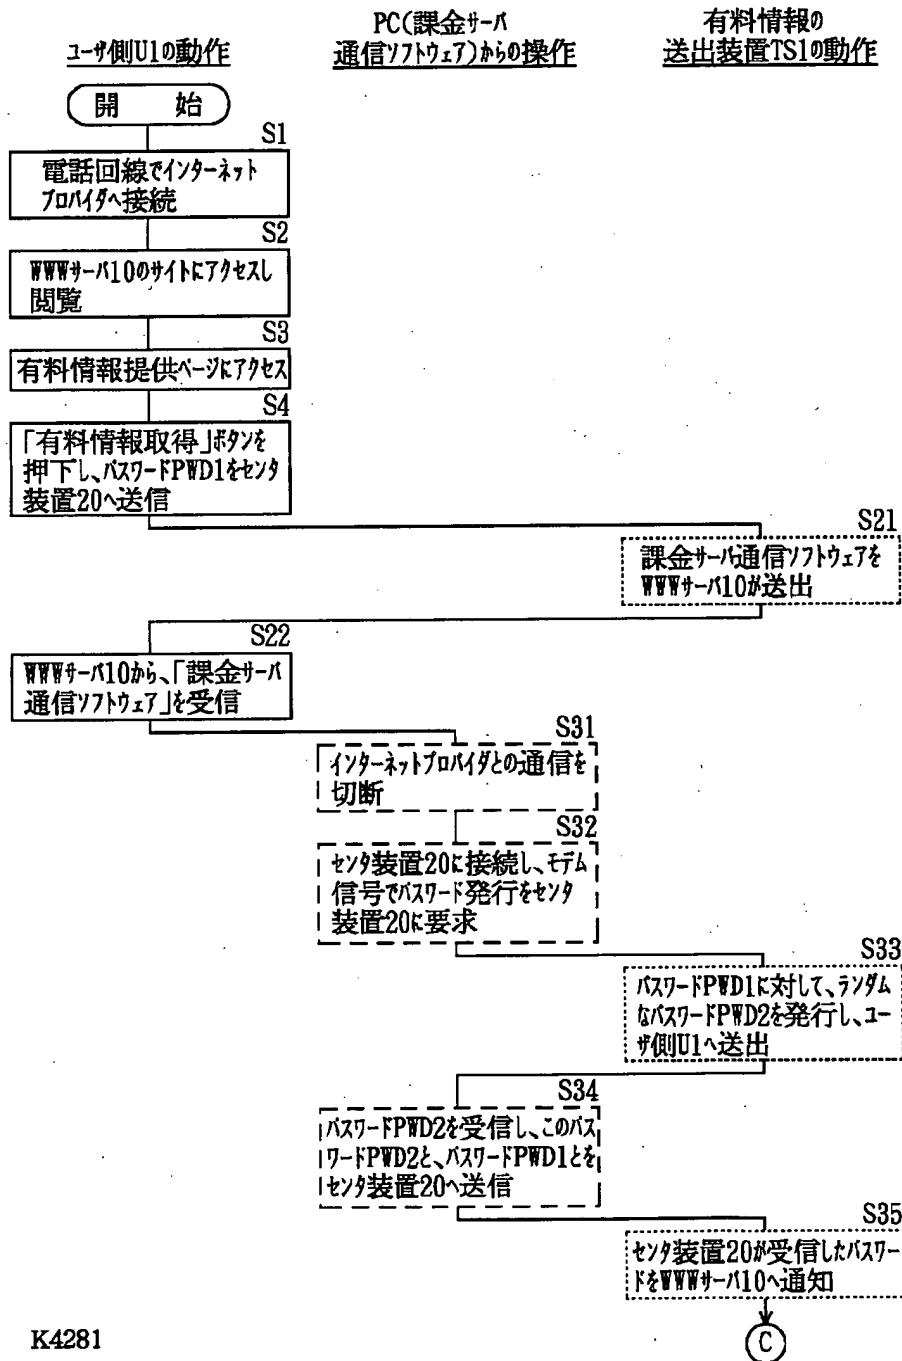 ユーザ側U1の動作
PC(課金サーバ
通信ソフトウェア)からの操作
有料情報の
送出装置TS1の動作
開 始
S1
電話回線でインターネット
プロバイダへ接続
S2
WWWサーバ10のサイトにアクセスし
閲覧
S3
有料情報提供ページにアクセス
S4
「有料情報取得」ボタンを
押下し、パスワードPWD1をセンタ
装置20へ送信
S21
課金サーバ通信ソフトウェアを
WWWサーバ10が送出
S22
WWWサーバ10から、「課金サーバ
通信ソフトウェア」を受信
S31
インターネットプロバイダとの通信を
切断
S32
センタ装置20に接続し、モデム
信号でパスワード発行をセンタ
装置20に要求
S33
パスワードPWD1に対して、ランダム
なパスワードPWD2を発行し、ユー
ザ側U1へ送出
S34
パスワードPWD2を受信し、このパス
ワードPWD2と、パスワードPWD1とを
センタ装置20へ送信
S35
センタ装置20が受信したパスワー
ドをWWWサーバ10へ通知
C
K4281